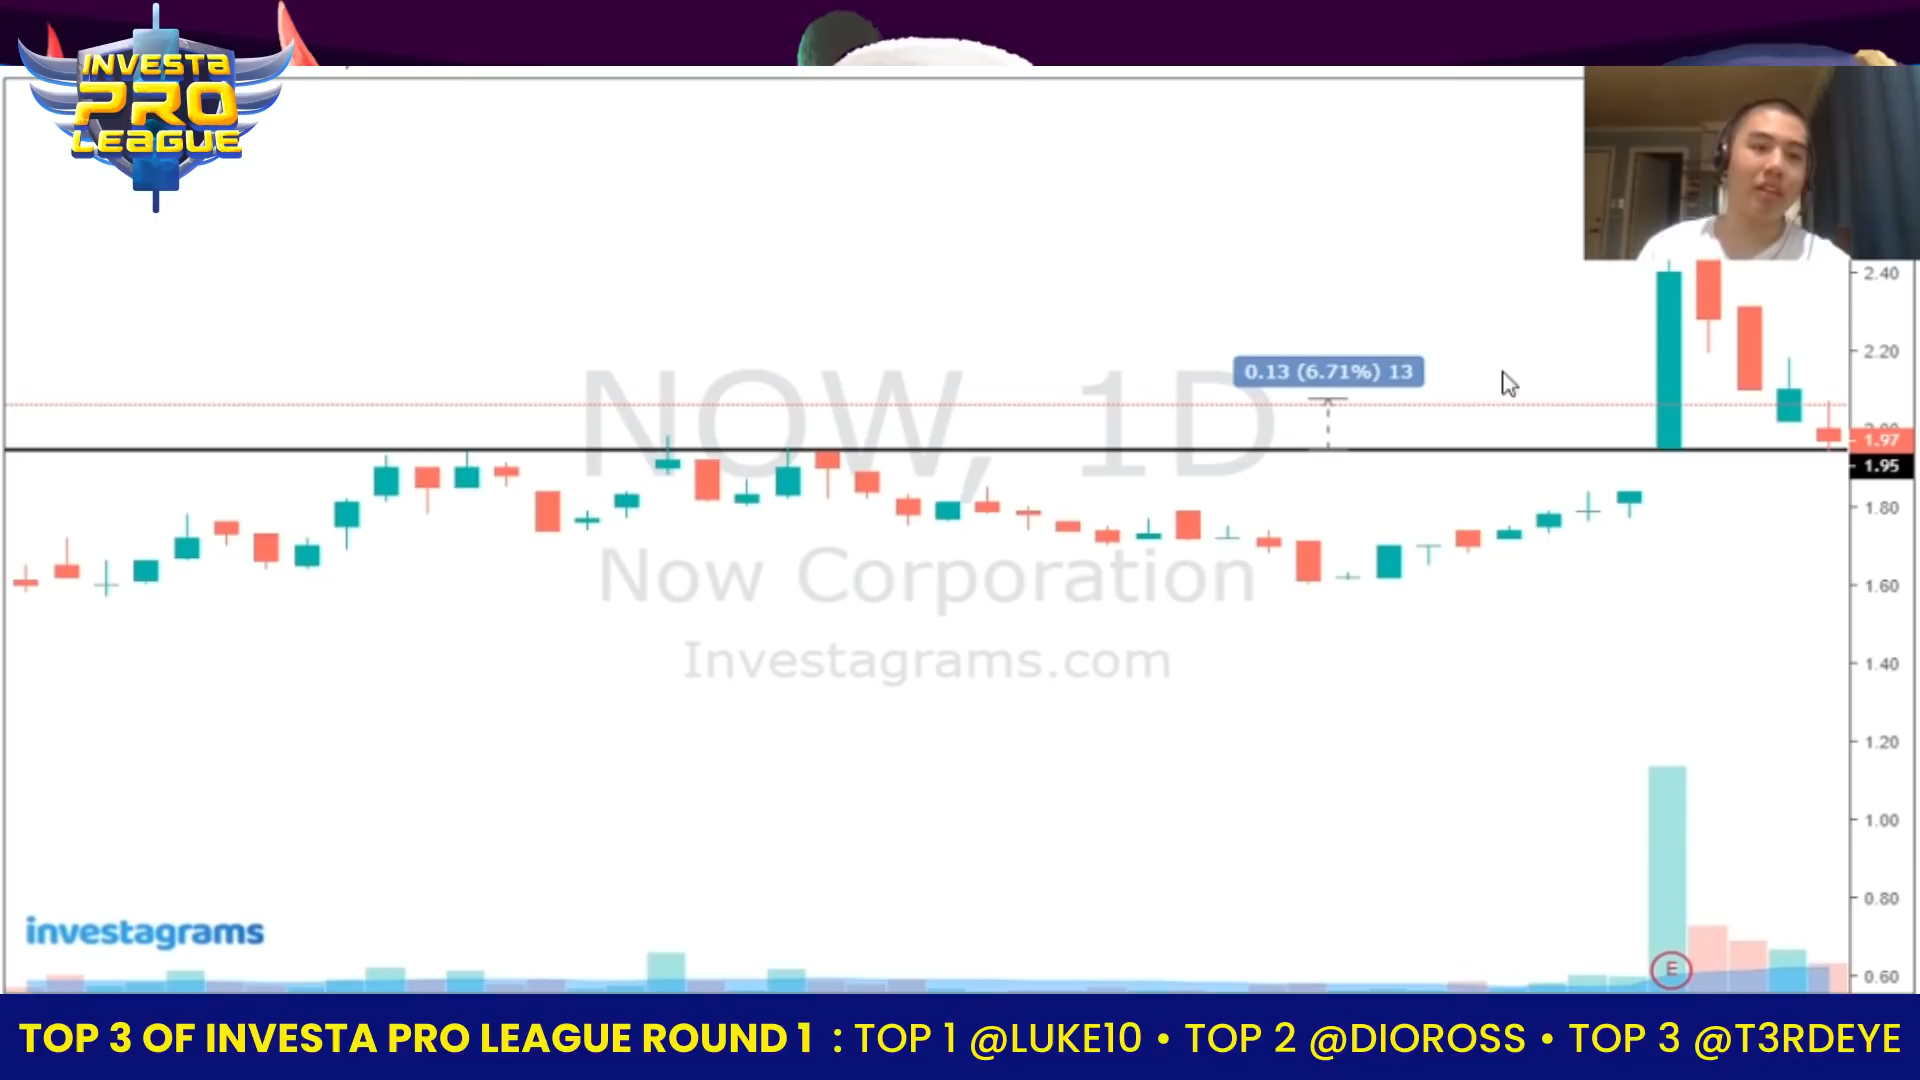 INVESTA
PRO
LEAGUE
2.40
2.20
0.13 (6.71%) 13
NOW, 1D
1.97
1.95
1.80
Now Corporation
1.60
Investagrams.com
1.40
1.20
1.00
0.80
investagrams
E
0.60
TOP 3 OF INVESTA PRO LEAGUE ROUND 1 : TOP 1 @LUKE10 • TOP 2 @DIOROSS • TOP 3 @T3RDEYE